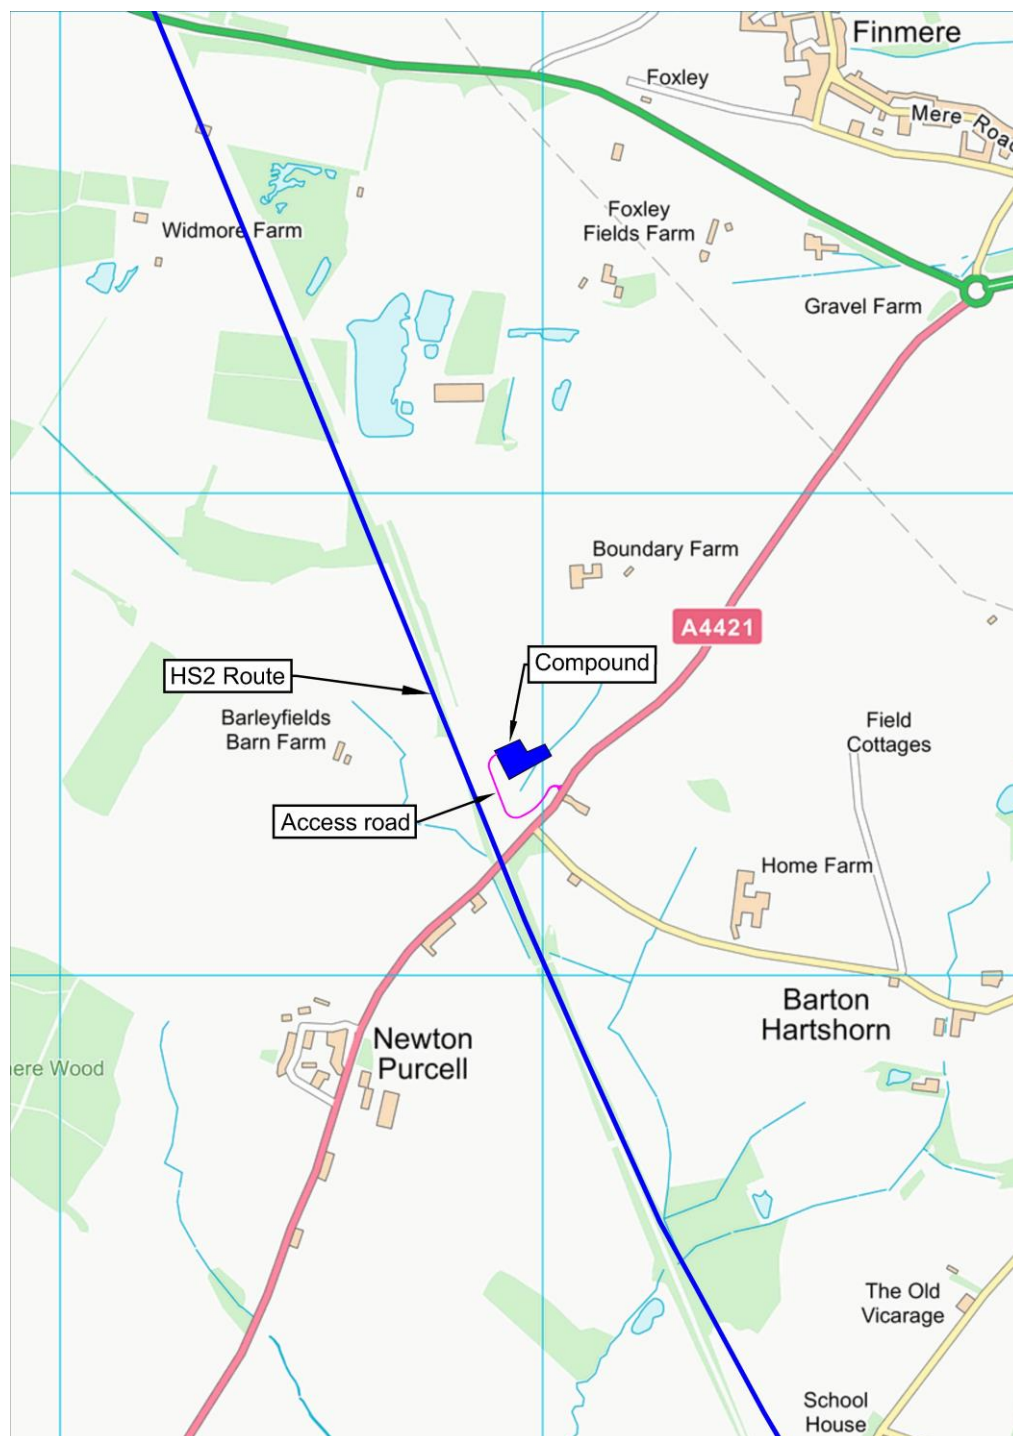 Finmere
Foxley
Mere Road
Foxley
Fields Farm
Widmore Farm
Gravel Farm
Boundary Farm
A4421
Compound
HS2 Route
Barleyfields
Barn Farm
Field
Cottages
Access road
Home Farm
Barton
Hartshorn
Newton
Purcell
ere Wood
The Old
Vicarage
School
House